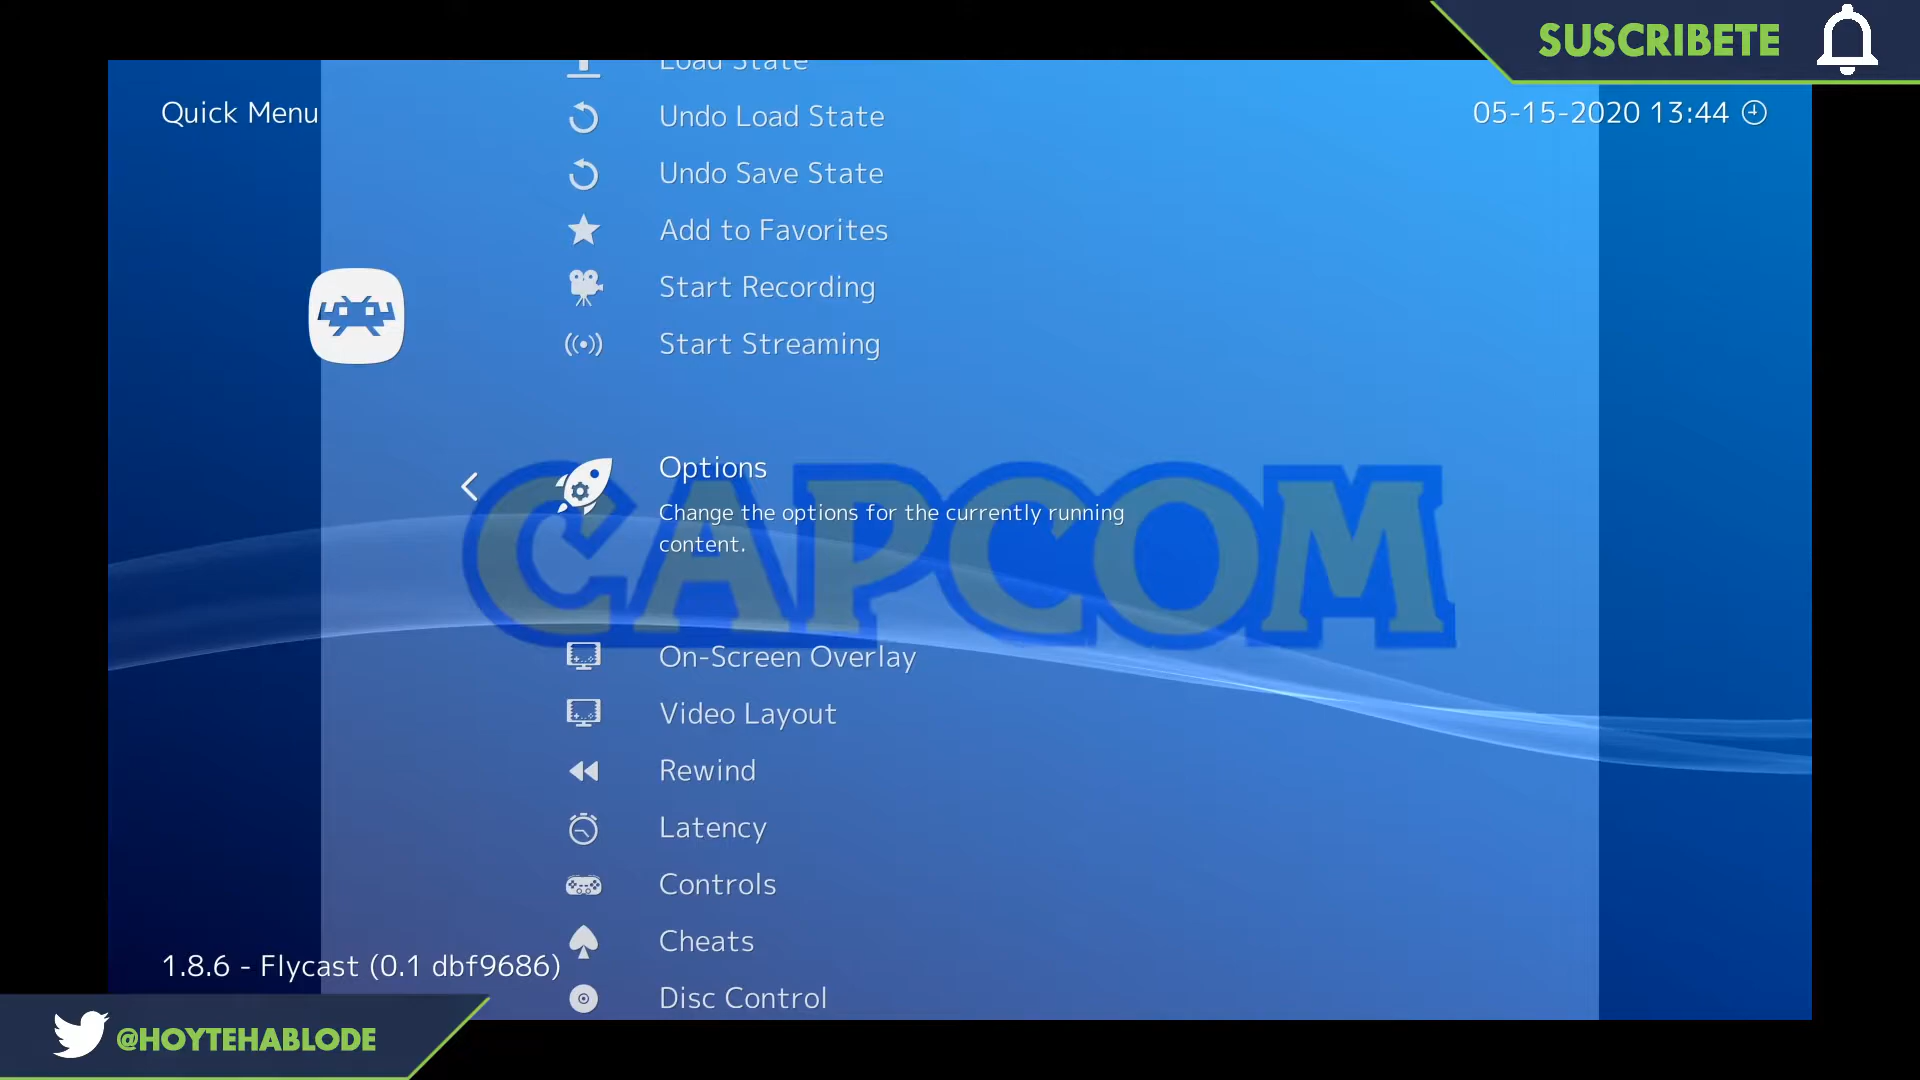 SUSCRIBETE
Load State
Quick Menu
Undo Load State
05-15-2020 13:44
Undo Save State
Add to Favorites
Start Recording
Start Streaming
Options
Change the options for the currently running
content.
CAPCOM
On-Screen Overlay
Video Layout
Rewind
Latency
Controls
Cheats
1.8.6 - Flycast (0.1 dbf9686)
Disc Control
@HOYTEHABLODE